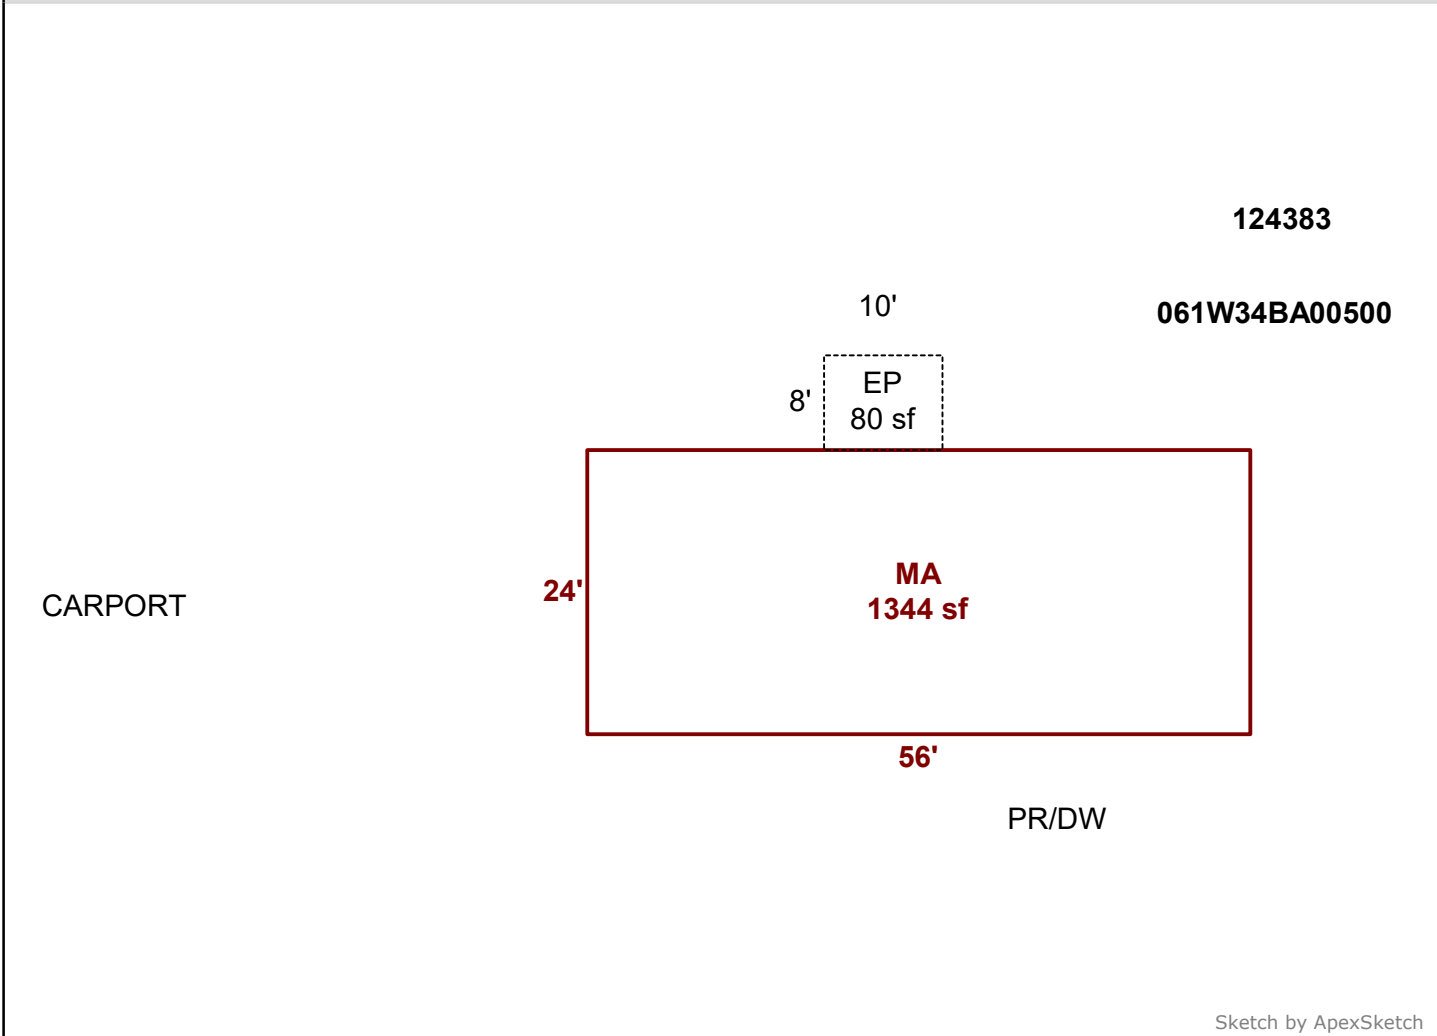 124383
10'
061W34BA00500
8'
EP
80 sf
24'
MA
1344 sf
CARPORT
56'
PR/DW
Sketch by ApexSketch